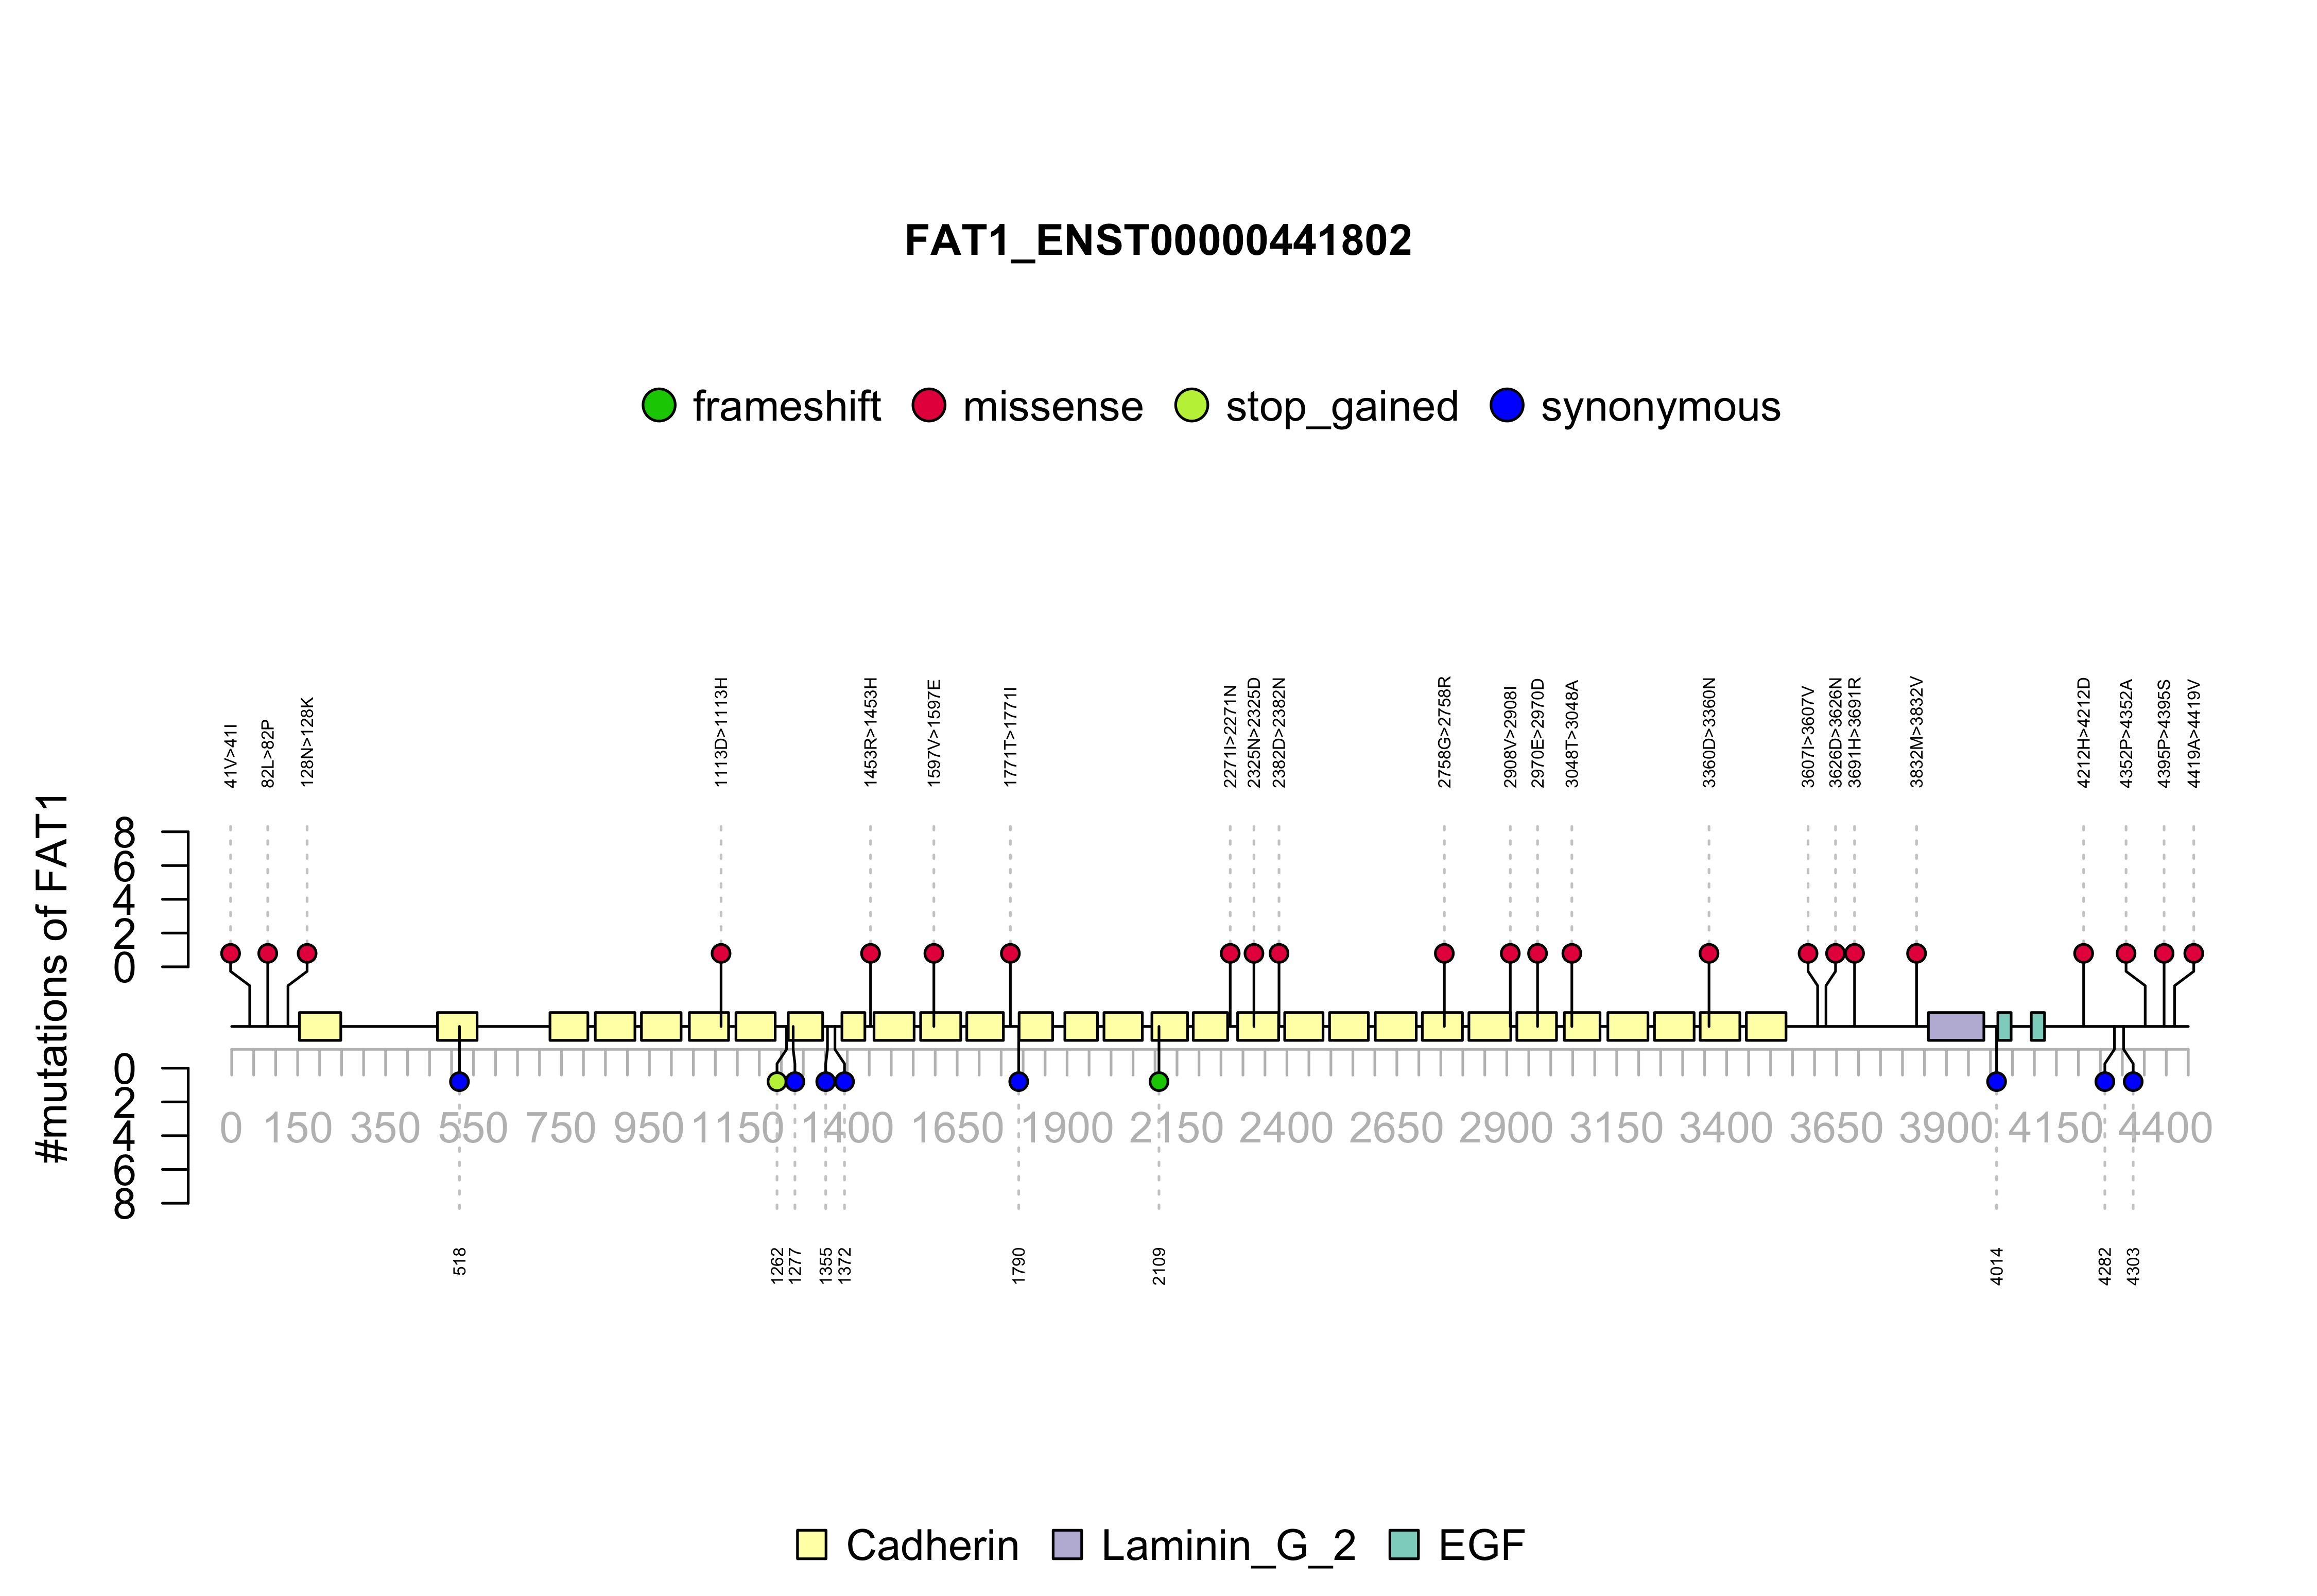 FAT1_ENST00000441802
frameshift missense stop_gained synonymous
41V>41I
82L>82P
128N>128K
1113D>1113H
1453R>1453H
1597V>1597E
1771T>1771I
2271I>2271N
2325N>2325D
2382D>2382N
2758G>2758R
2908V>2908I
2970E>2970D
3048T>3048A
3360D>3360N
3607I>3607V
3626D>3626N
3691H>3691R
3832M>3832V
4212H>4212D
4352P>4352A
4395P>4395S
4419A>4419V
#mutations of FAT1
8
6
4
2
0
0
2
4
6
8
0 150 350 550 750 950 1150 1400 1650 1900 2150 2400 2650 2900 3150 3400 3650 3900 4150 4400
518
1262
1277
1355
1372
1790
2109
4014
4282
4303
Cadherin Laminin_G_2 EGF